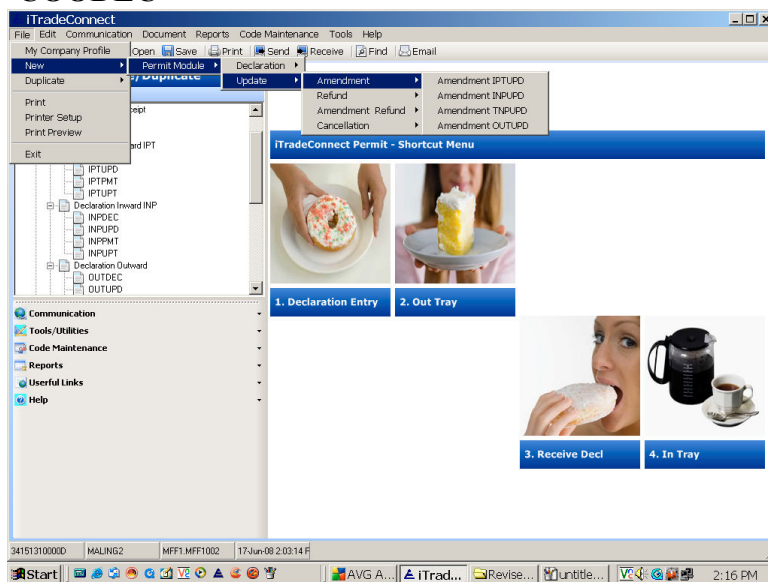 iTradeConnect
File Edit Communication Document Reports Code Maintenance Tools Help
My Company Profile
Open Save Print Send Receive Find Email
New
Permit Module
Declaration
Duplicate
/Duplicate
Update
Amendment
Amendment IPTUPD
Refund
Amendment INPUPD
Print
Amendment Refund
Amendment TNPUPD
Printer Setup
Cancellation
Amendment OUTUPD
Print Preview
Exit
ard IPT
iTradeConnect Permit - Shortcut Menu
IPTUPD
IPTPMT
IPTUPT
Declaration Inward INP
INPDEC
INPUPD
INPPMT
INPUPT
Declaration Outward
OUTDEC
OUTUPD
1. Declaration Entry
2. Out Tray
Communication
Tools/Utilities
Code Maintenance
Reports
Userful Links
Help
3. Receive Decl
4. In Tray
34151310000D MALING2 MFF1.MFF1002 17-Jun-08 2:03:14 P
Start
AVG A...
iTrad...
Revise...
untitle...
2:16 PM